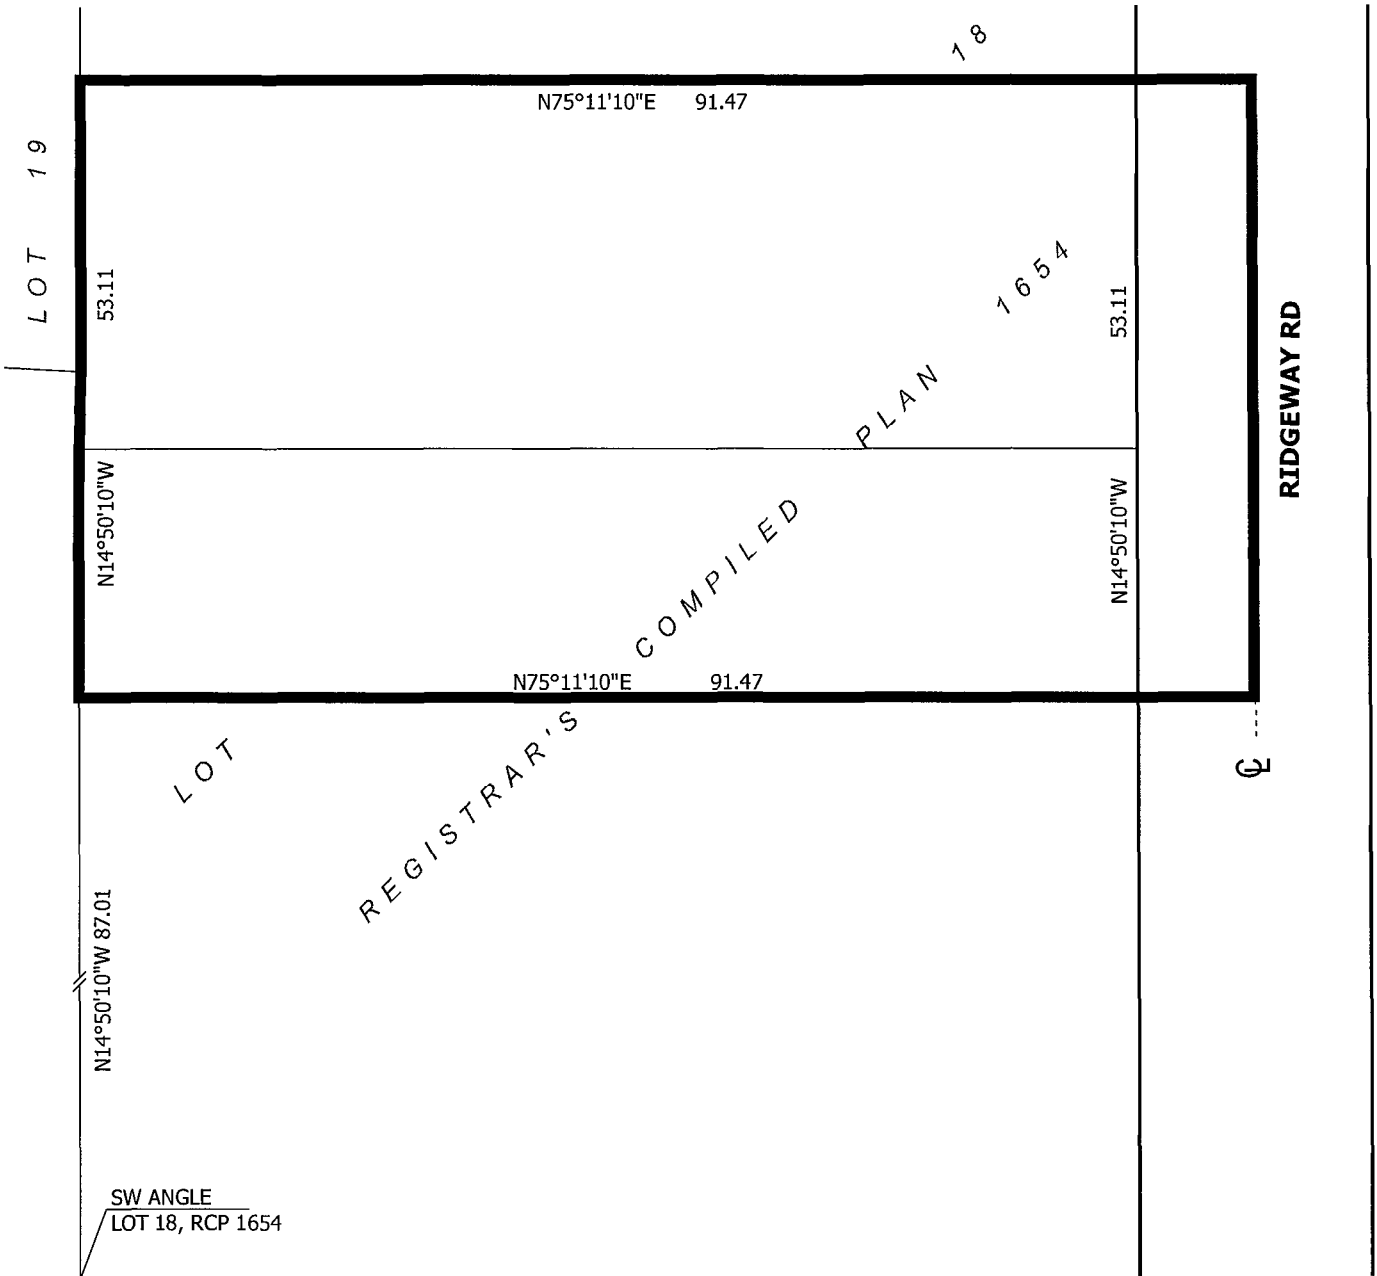 18
N75°11'10"E 91.47
LOT 19
53.11
53.11
RIDGEWAY RD
N14°50'10"W
N14°50'10"W
N75°11'10"E 91.47
LOT
REGISTRAR'S COMPILED PLAN 1654
CL
N14°50'10"W 87.01
SW ANGLE
LOT 18, RCP 1654